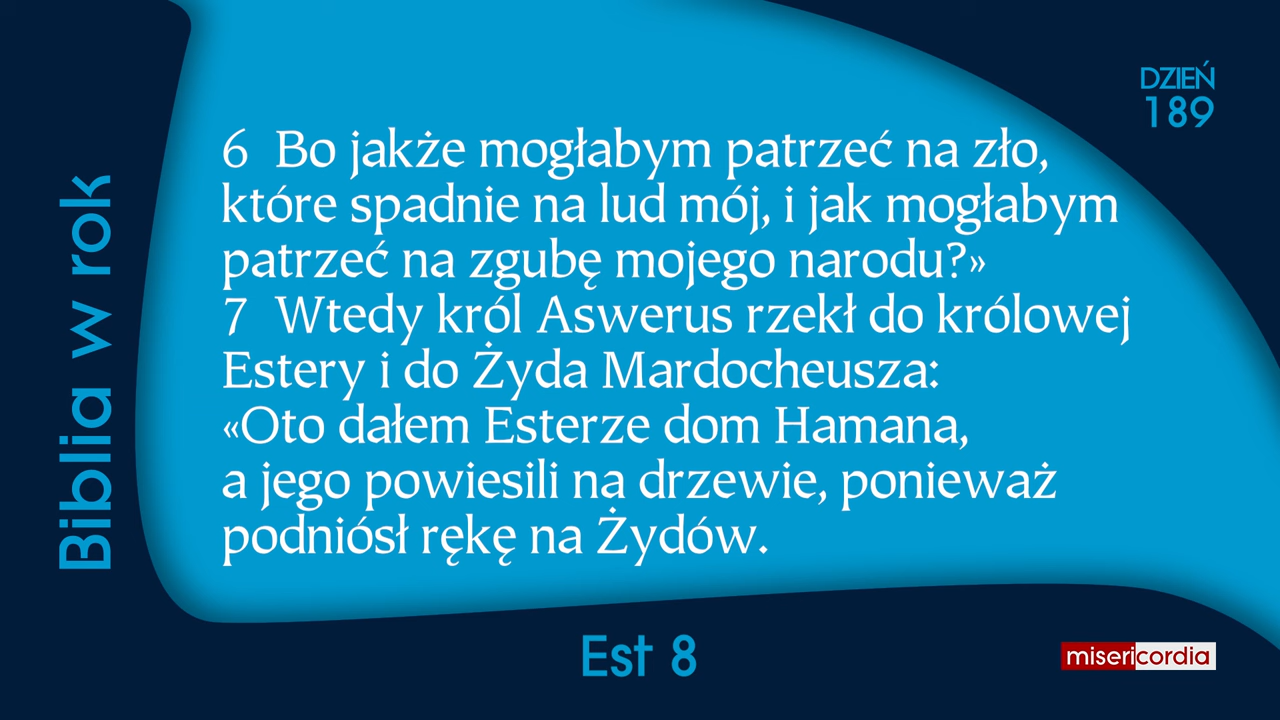 DZIEŃ
189
6 Bo jakże mogłabym patrzeć na zło,
które spadnie na lud mój, i jak mogłabym
patrzeć na zgubę mojego narodu?»
7 Wtedy król Aswerus rzekł do królowej
Estery i do Żyda Mardocheusza:
«Oto dałem Esterze dom Hamana,
a jego powiesili na drzewie, ponieważ
podniósł rękę na Żydów.
Biblia w rok
Est 8
misericordia